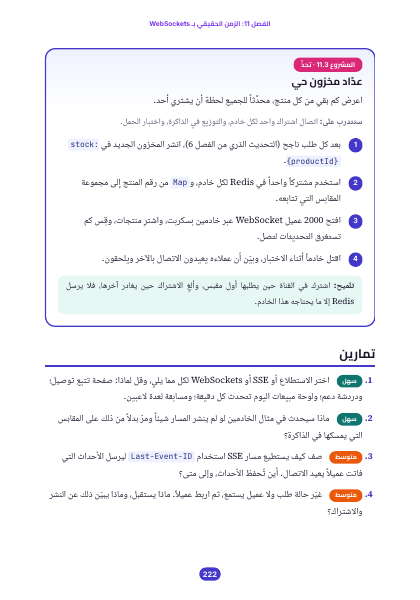 الفصل 11: الزمن الحقيقي بـ WebSockets
المشروع 11.3 · تحدٍّ
عدّاد مخزون حي
اعرض كم بقي من كل منتج، محدَّثاً للجميع لحظة أن يشتري أحد.
ستتدرب على: اتصال اشتراك واحد لكل خادم، والتوزيع في الذاكرة، واختبار الحمل.
1 بعد كل طلب ناجح (التحديث الذري من الفصل 6)، انشر المخزون الجديد في stock:
{productId}.
2 استخدم مشتركاً واحداً في Redis لكل خادم، و Map من رقم المنتج إلى مجموعة
المقابس التي تتابعه.
3 افتح 2000 عميل WebSocket عبر خادمين بسكربت، واشترِ منتجات، وقِس كم
تستغرق التحديثات لتصل.
4 اقتل خادماً أثناء الاختبار، وبيّن أن عملاءه يعيدون الاتصال بالآخر ويلحقون.
تلميح: اشترك في القناة حين يطلبها أول مقبس، وألغِ الاشتراك حين يغادر آخرها، فلا يرسل
Redis إلا ما يحتاجه هذا الخادم.
تمارين
1. سهل اختر الاستطلاع أو SSE أو WebSockets لكل مما يلي، وقل لماذا: صفحة تتبع توصيل؛
ودردشة دعم؛ ولوحة مبيعات اليوم تتحدث كل دقيقة؛ ومسابقة لعدة لاعبين.
2. سهل ماذا سيحدث في مثال الخادمين لو لم ينشر المسار شيئاً ومرّ بدلاً من ذلك على المقابس
التي يمسكها في الذاكرة؟
3. متوسط صف كيف يستطيع مسار SSE استخدام Last-Event-ID ليرسل الأحداث التي
فاتت عميلاً يعيد الاتصال. أين تُحفظ الأحداث، وإلى متى؟
4. متوسط غيّر حالة طلب ولا عميل يستمع، ثم اربط عميلاً. ماذا يستقبل، وماذا يبيّن ذلك عن النشر
والاشتراك؟
222